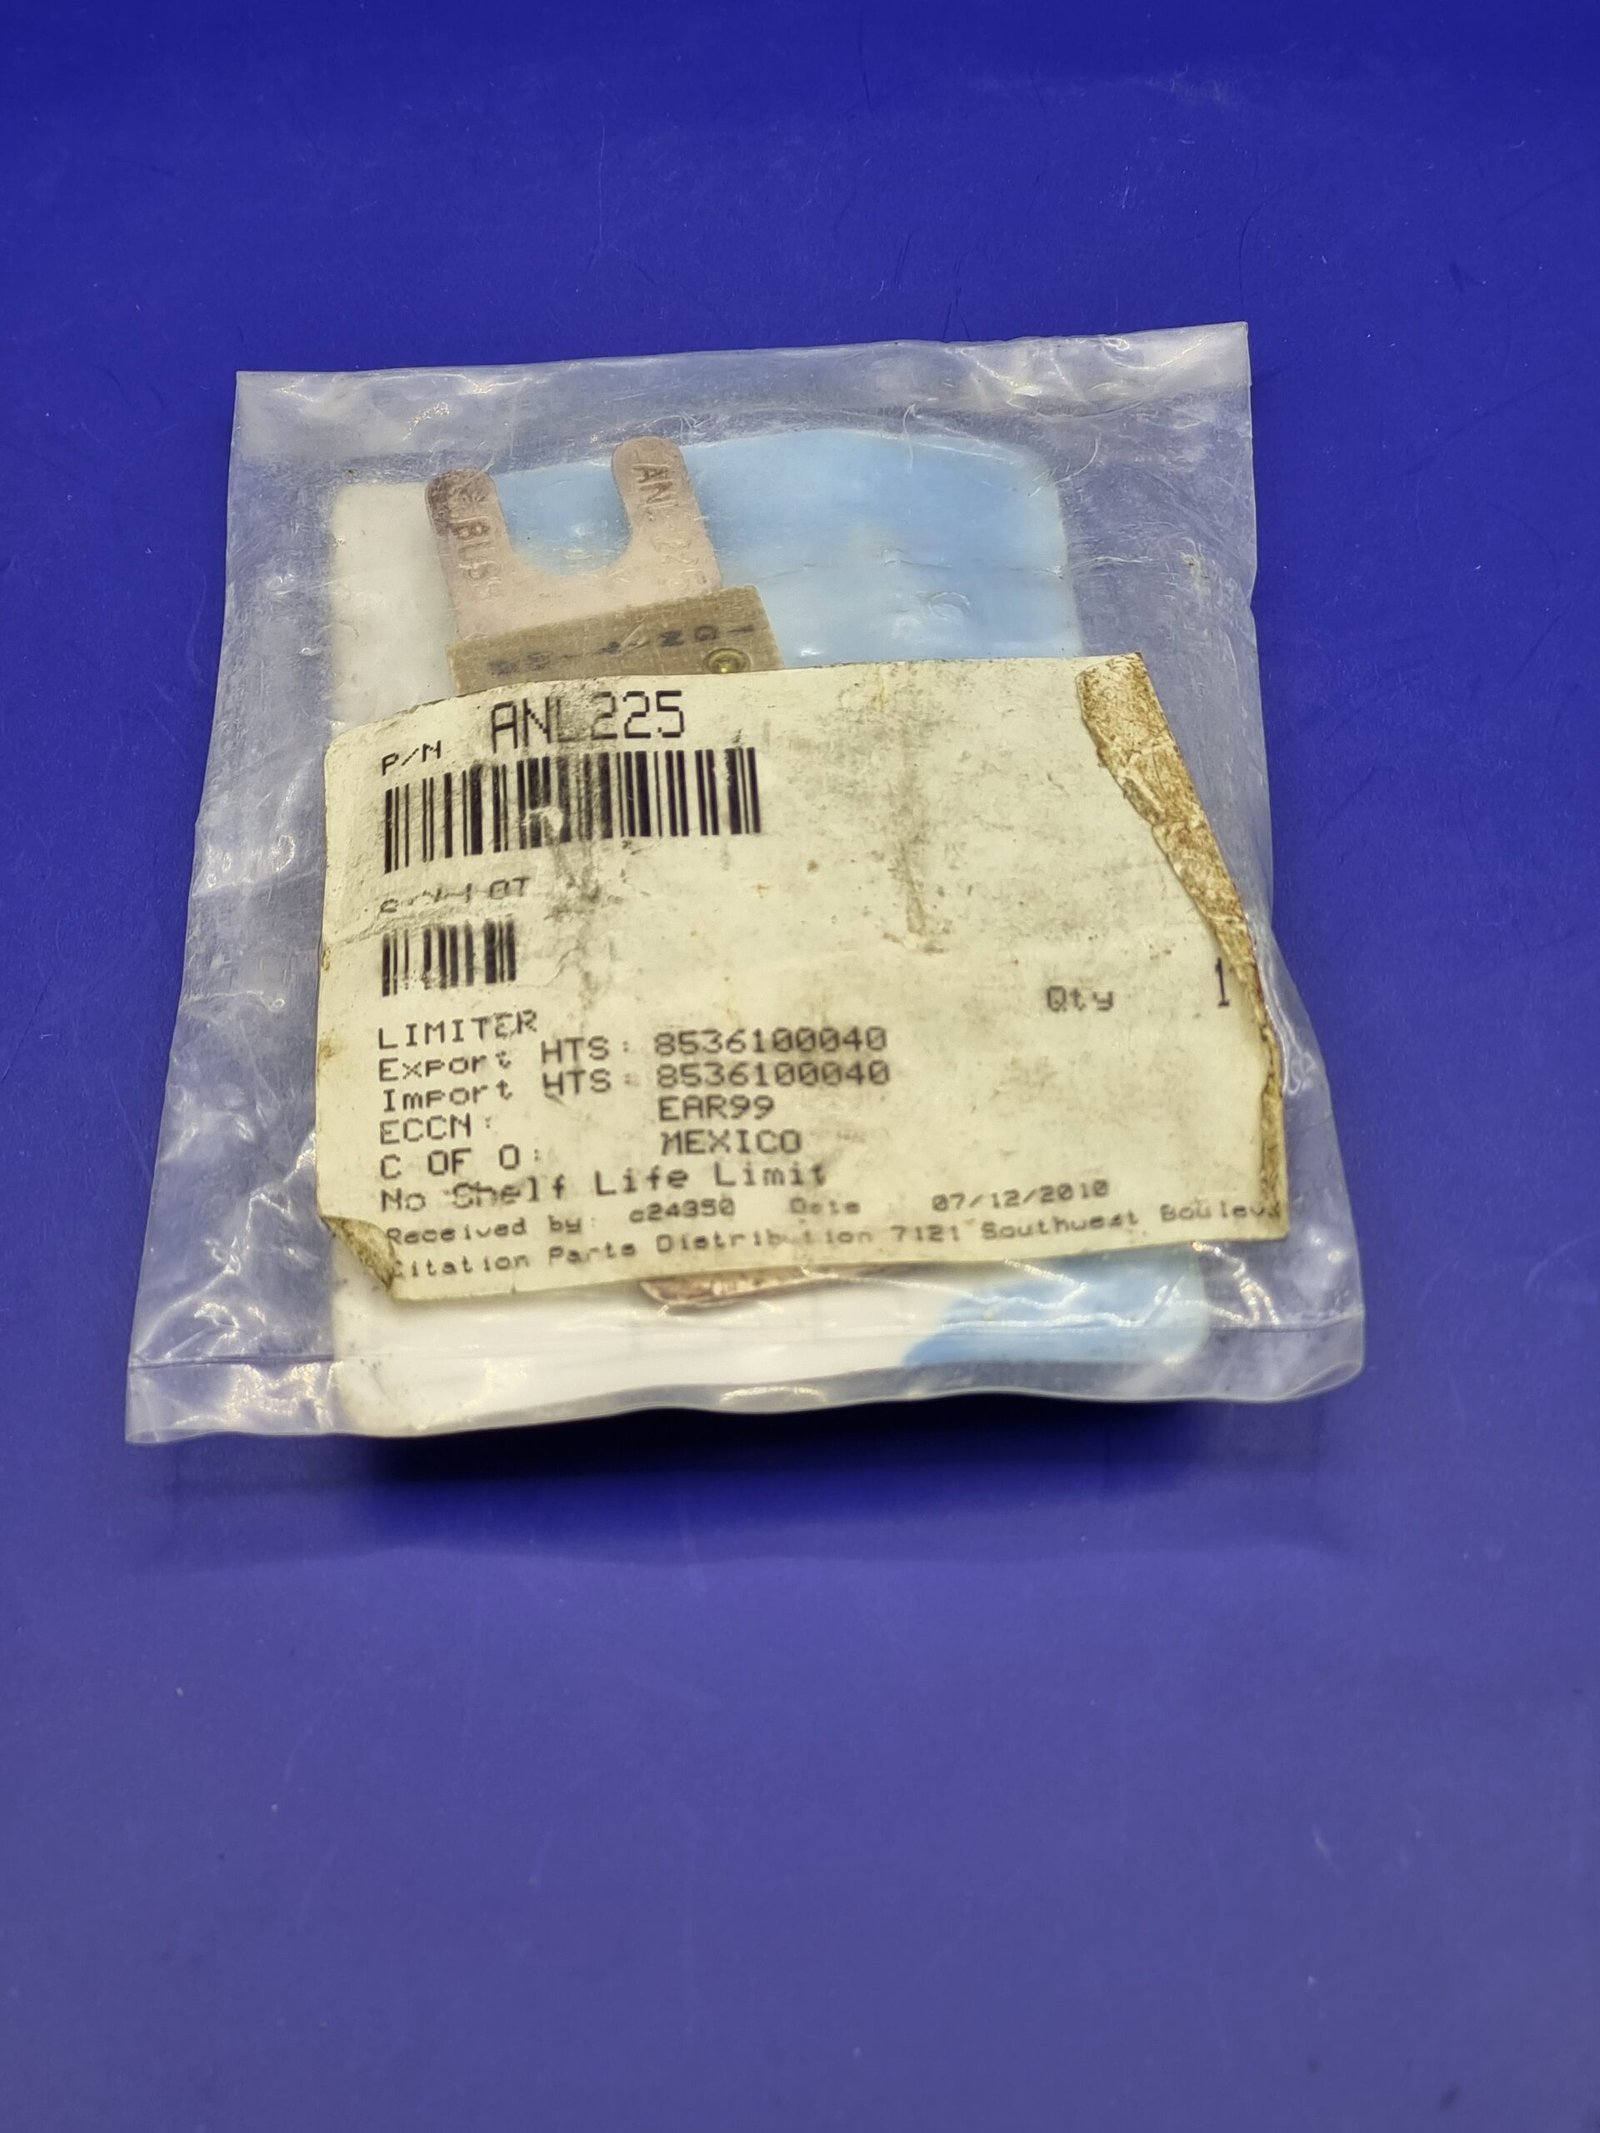 ANL 225
P/N ANL225
LIMITER
Qty 1
Export HTS: 8536100040
Import HTS: 8536100040
ECCN: EAR99
C OF O: MEXICO
No Shelf Life Limit
Received by: c24350 Date 07/12/2010
Citation Parts Distribution 7121 Southwest Boulev